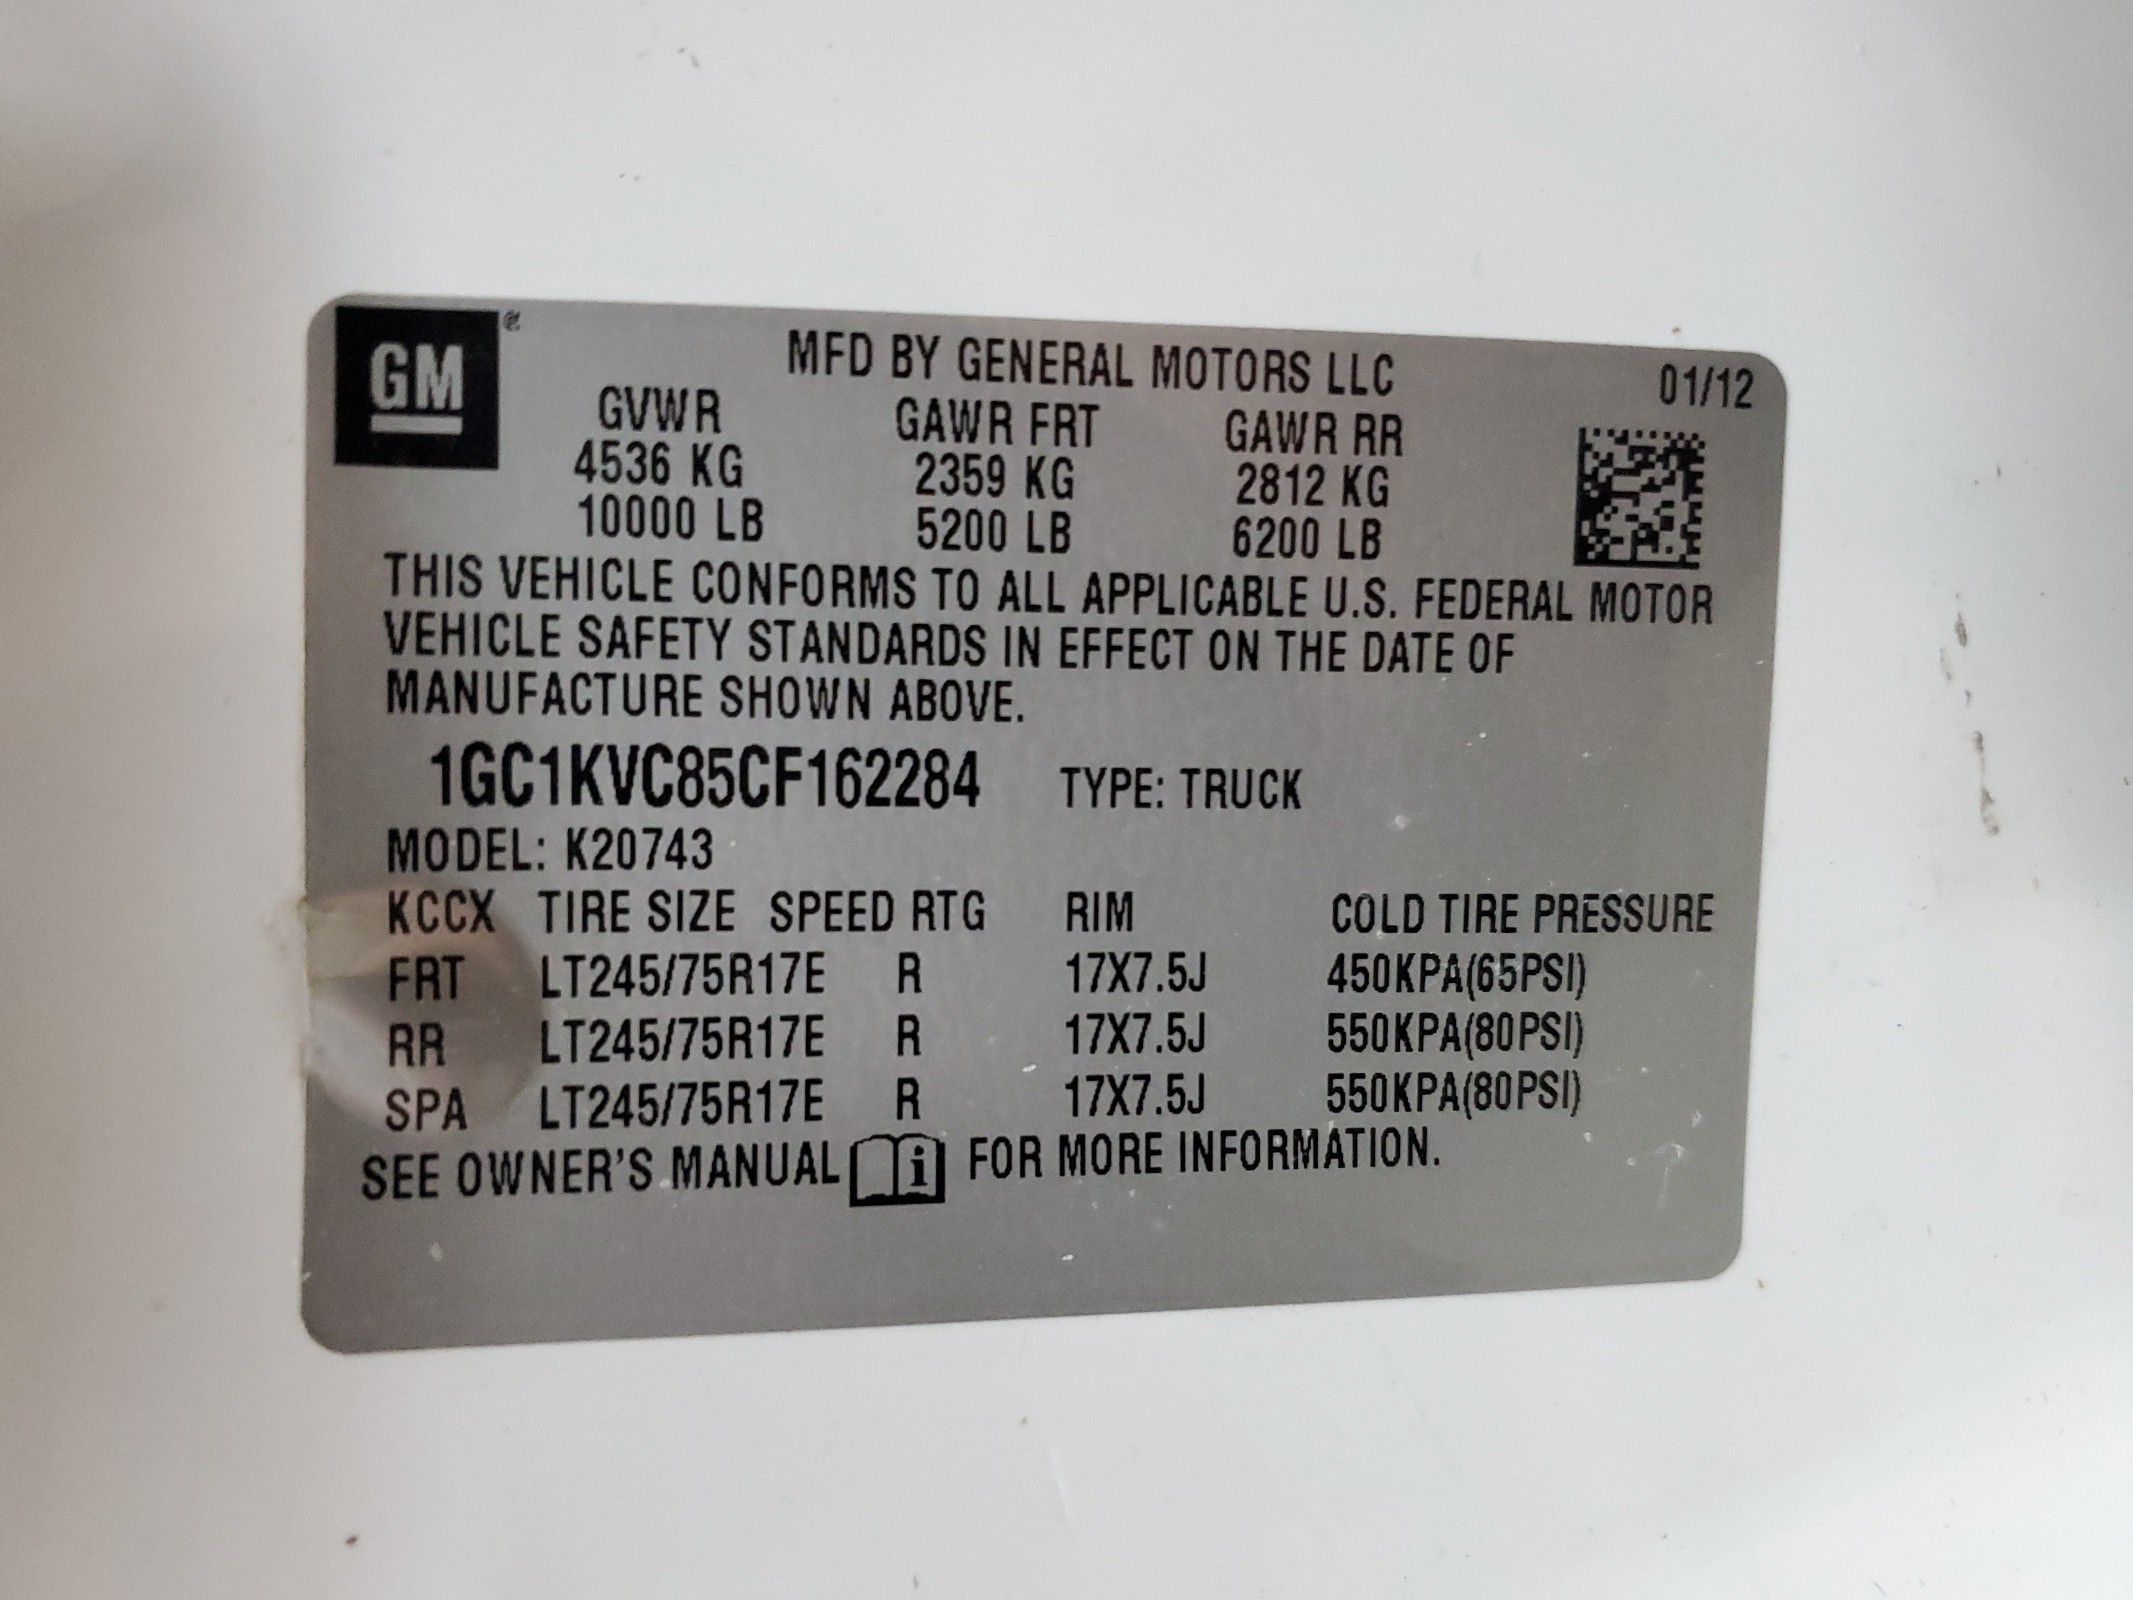 GM
MFD BY GENERAL MOTORS LLC 01/12
GVWR GAWR FRT GAWR RR
4536 KG 2359 KG 2812 KG
10000 LB 5200 LB 6200 LB
THIS VEHICLE CONFORMS TO ALL APPLICABLE U.S. FEDERAL MOTOR
VEHICLE SAFETY STANDARDS IN EFFECT ON THE DATE OF
MANUFACTURE SHOWN ABOVE.
1GC1KVC85CF162284 TYPE: TRUCK
MODEL: K20743
KCCX TIRE SIZE SPEED RTG RIM COLD TIRE PRESSURE
FRT LT245/75R17E R 17X7.5J 450KPA(65PSI)
RR LT245/75R17E R 17X7.5J 550KPA(80PSI)
SPA LT245/75R17E R 17X7.5J 550KPA(80PSI)
SEE OWNER'S MANUAL i FOR MORE INFORMATION.